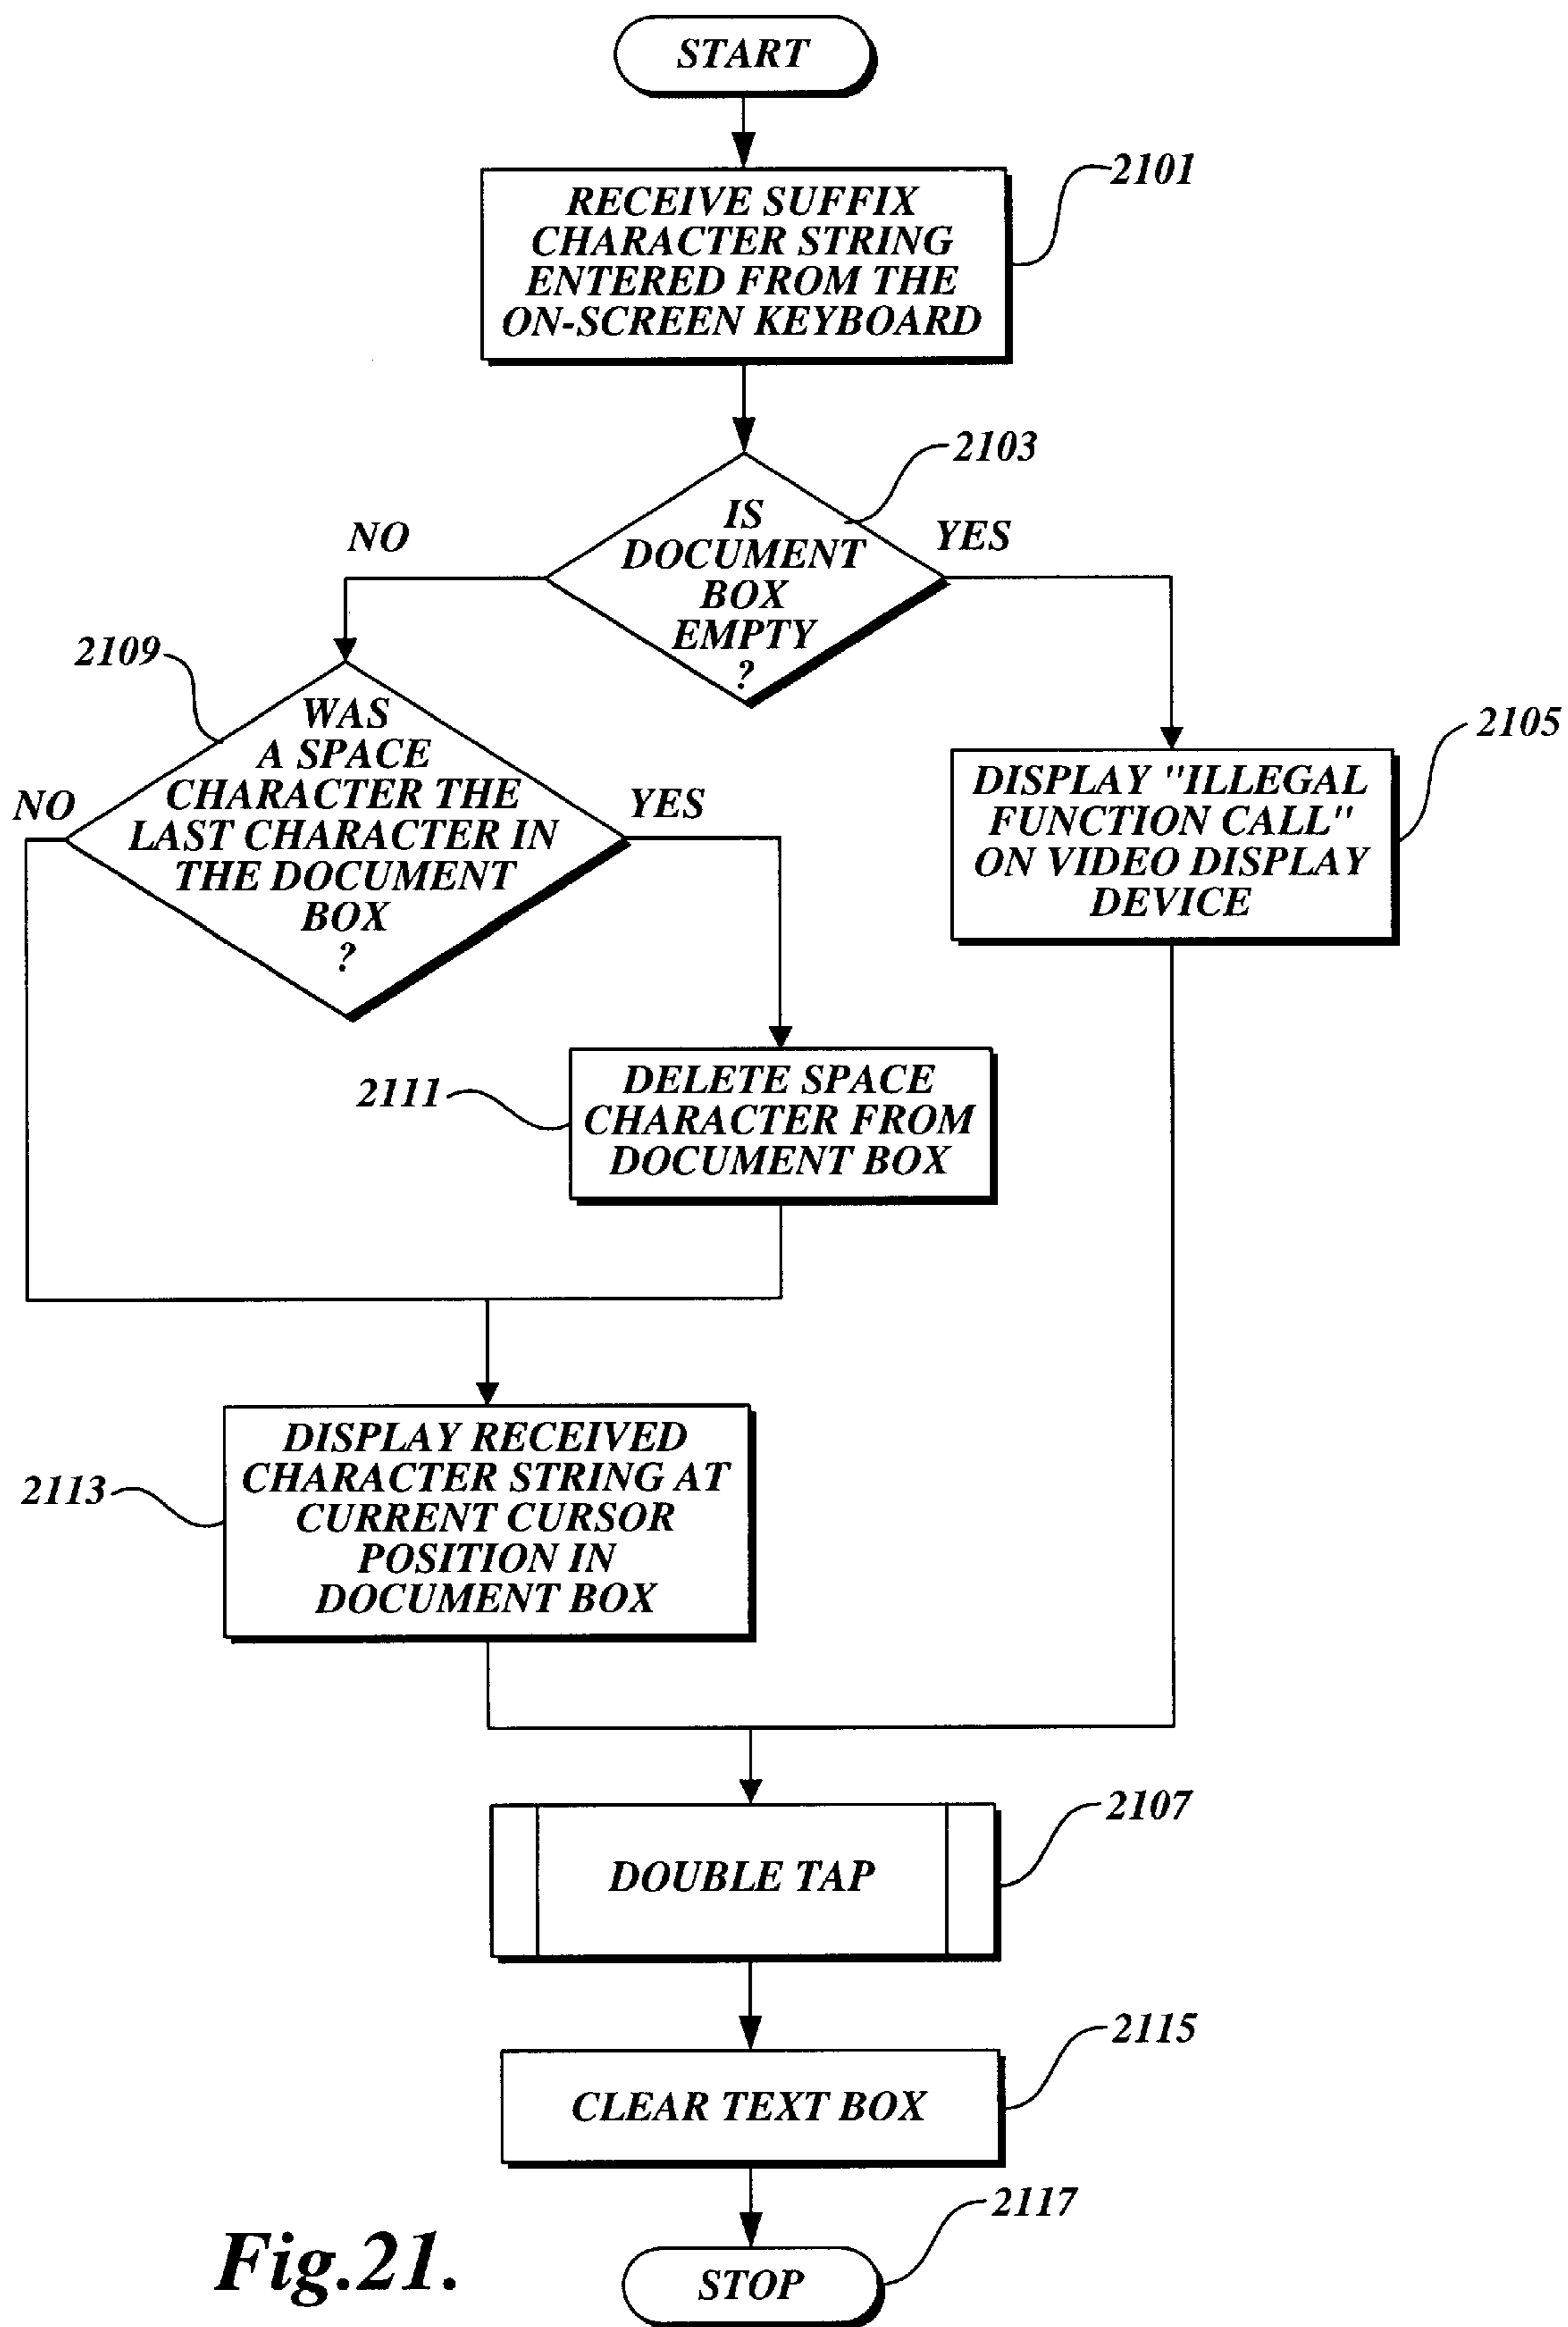 START
2101
RECEIVE SUFFIX
CHARACTER STRING
ENTERED FROM THE
ON-SCREEN KEYBOARD
2103
IS
DOCUMENT
BOX
EMPTY
?
NO
YES
2109
WAS
A SPACE
CHARACTER THE
LAST CHARACTER IN
THE DOCUMENT
BOX
?
NO
YES
2105
DISPLAY "ILLEGAL
FUNCTION CALL"
ON VIDEO DISPLAY
DEVICE
2111
DELETE SPACE
CHARACTER FROM
DOCUMENT BOX
2113
DISPLAY RECEIVED
CHARACTER STRING AT
CURRENT CURSOR
POSITION IN
DOCUMENT BOX
2107
DOUBLE TAP
2115
CLEAR TEXT BOX
2117
STOP
Fig.21.